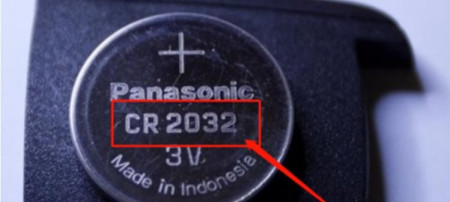 +
Panasonic
CR 2032
3V
Made in Indonesia